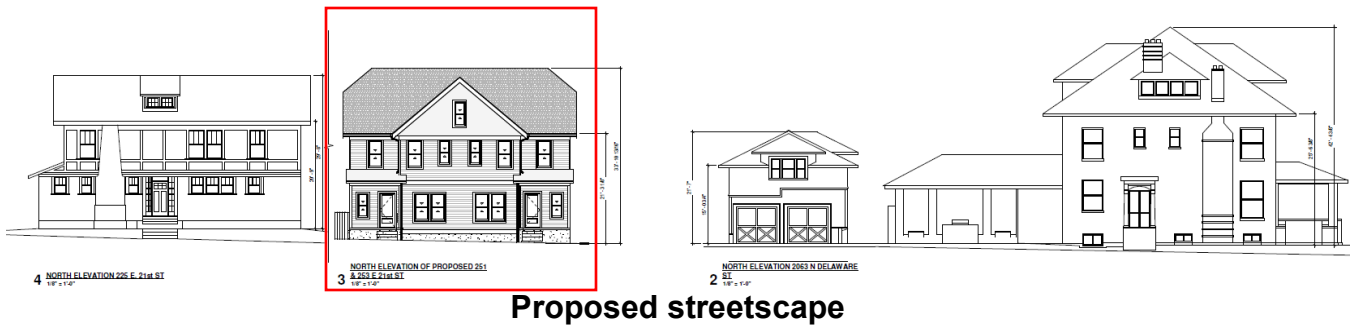 4 NORTH ELEVATION 225 E. 21st ST
1/8" = 1'-0"
3 NORTH ELEVATION OF PROPOSED 251
& 253 E 21st ST
1/8" = 1'-0"
2 NORTH ELEVATION 2063 N DELAWARE
ST
1/8" = 1'-0"
Proposed streetscape